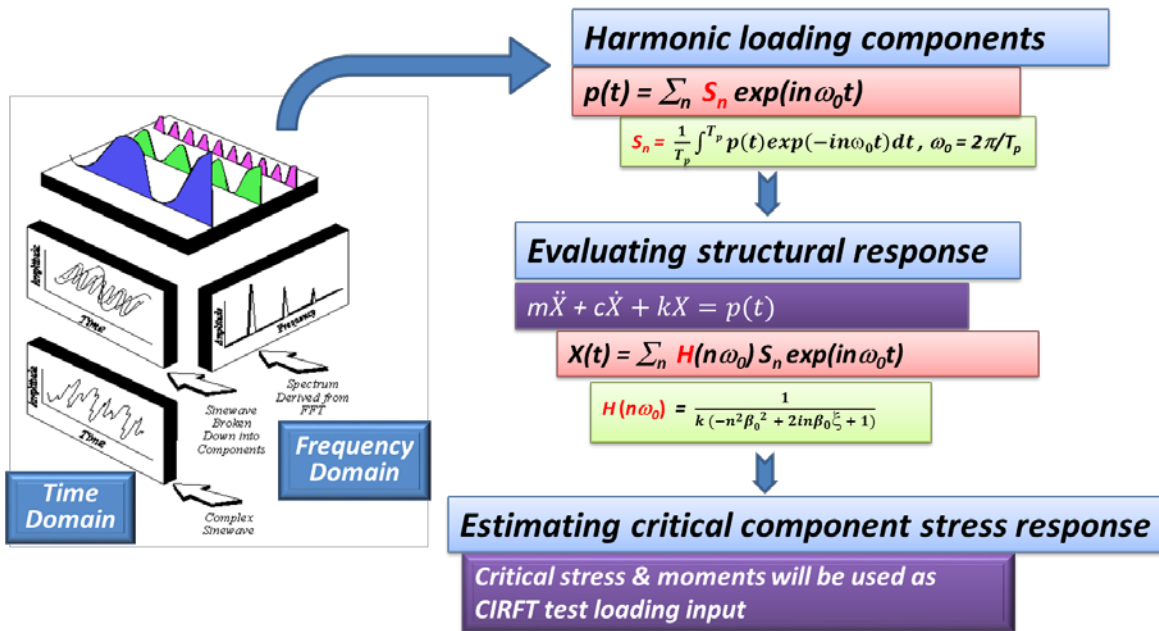 Harmonic loading components
p(t) = ∑ₙ Sₙ exp(inω₀t)
Sₙ = 1/Tₚ ∫^Tₚ p(t)exp(−inω₀t)dt , ω₀ = 2π/Tₚ
Evaluating structural response
mẌ + cẊ + kX = p(t)
X(t) = ∑ₙ H(nω₀) Sₙ exp(inω₀t)
H(nω₀) = 1/k(−n²β₀² + 2inβ₀ξ + 1)
Estimating critical component stress response
Critical stress & moments will be used as
CIRFT test loading input
Amplitude
Time
Amplitude
Frequency
Amplitude
Time
Spectrum
Derived from
FFT
Sinewave
Broken
Down into
Components
Complex
Sinewave
Frequency
Domain
Time
Domain